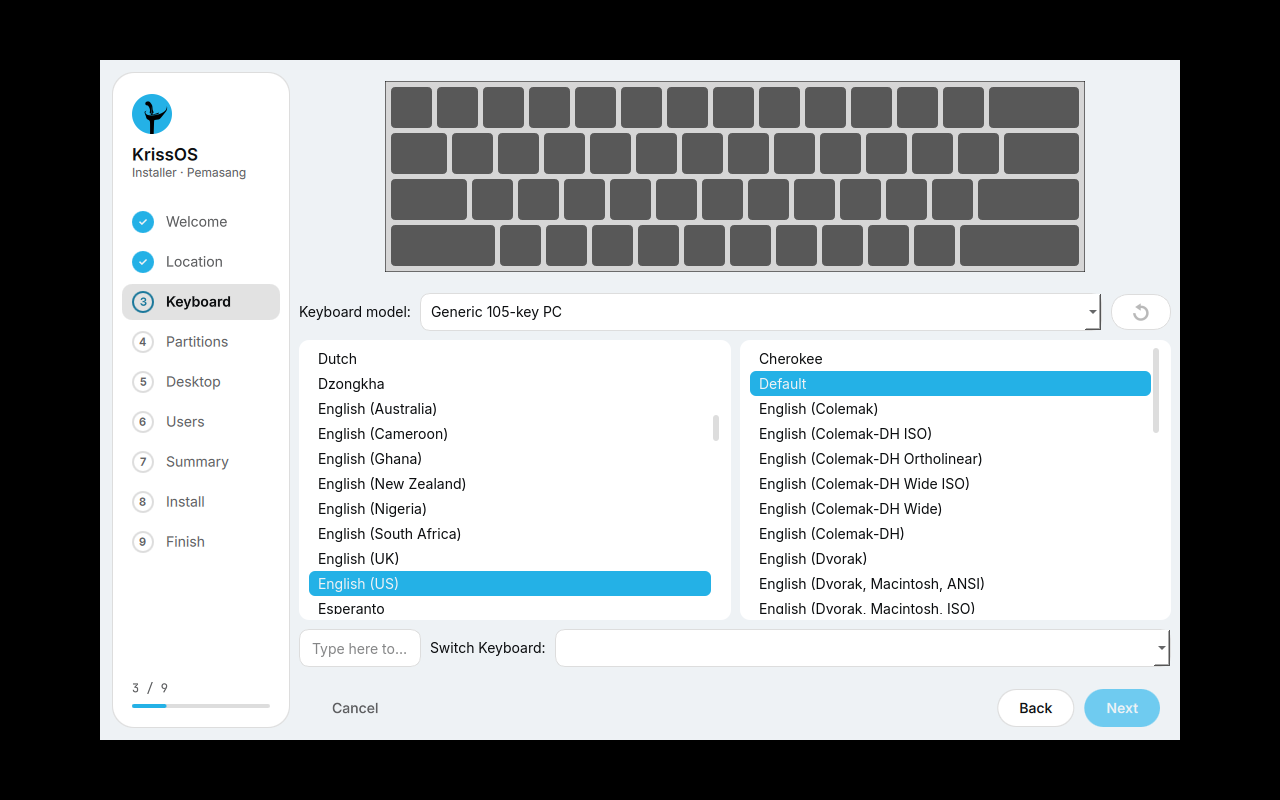 KrissOS
Installer · Pemasang
Welcome
Location
3 Keyboard
4 Partitions
5 Desktop
6 Users
7 Summary
8 Install
9 Finish
3 / 9
Keyboard model: Generic 105-key PC
Dutch
Dzongkha
English (Australia)
English (Cameroon)
English (Ghana)
English (New Zealand)
English (Nigeria)
English (South Africa)
English (UK)
English (US)
Esperanto
Cherokee
Default
English (Colemak)
English (Colemak-DH ISO)
English (Colemak-DH Ortholinear)
English (Colemak-DH Wide ISO)
English (Colemak-DH Wide)
English (Colemak-DH)
English (Dvorak)
English (Dvorak, Macintosh, ANSI)
English (Dvorak, Macintosh, ISO)
Type here to... Switch Keyboard:
Cancel Back Next